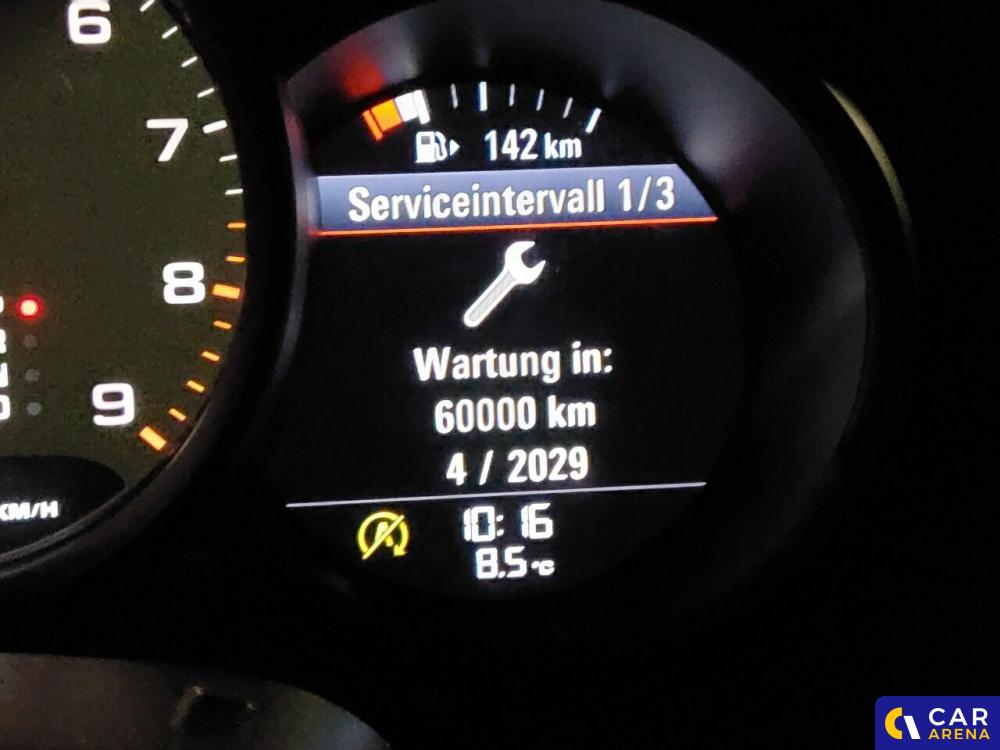 6
7
8
9
KM/H
142 km
Serviceintervall 1/3
Wartung in:
60000 km
4 / 2029
10:16
8.5°C
CAR
ARENA